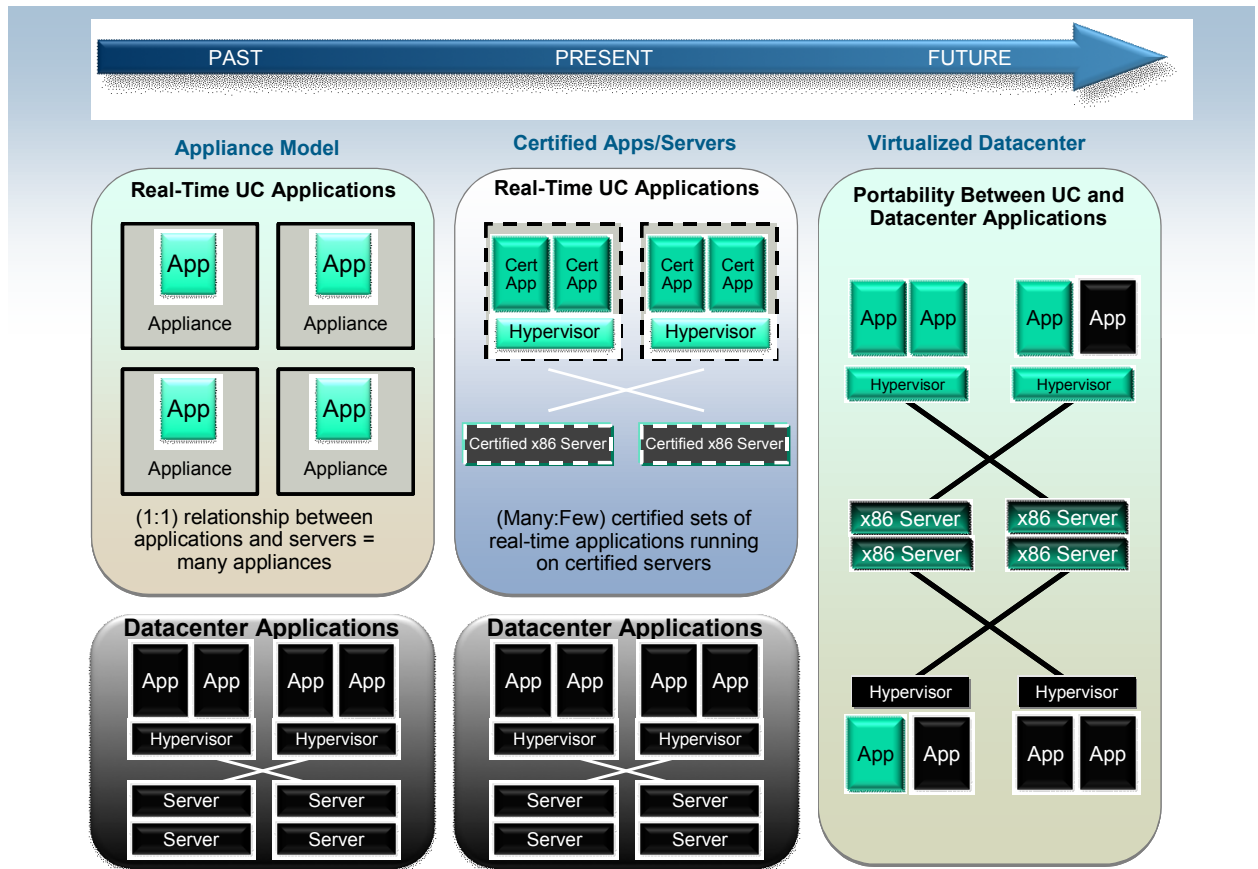 PAST
PRESENT
FUTURE
Appliance Model
Real-Time UC Applications
App
App
Appliance
Appliance
App
App
Appliance
Appliance
(1:1) relationship between
applications and servers =
many appliances
Datacenter Applications
App
App
App
App
Hypervisor
Hypervisor
Server
Server
Server
Server
Certified Apps/Servers
Real-Time UC Applications
Cert
App
Cert
App
Cert
App
Cert
App
Hypervisor
Hypervisor
Certified x86 Server
Certified x86 Server
(Many:Few) certified sets of
real-time applications running
on certified servers
Datacenter Applications
App
App
App
App
Hypervisor
Hypervisor
Server
Server
Server
Server
Virtualized Datacenter
Portability Between UC and
Datacenter Applications
App
App
App
App
Hypervisor
Hypervisor
x86 Server
x86 Server
x86 Server
x86 Server
Hypervisor
Hypervisor
App
App
App
App